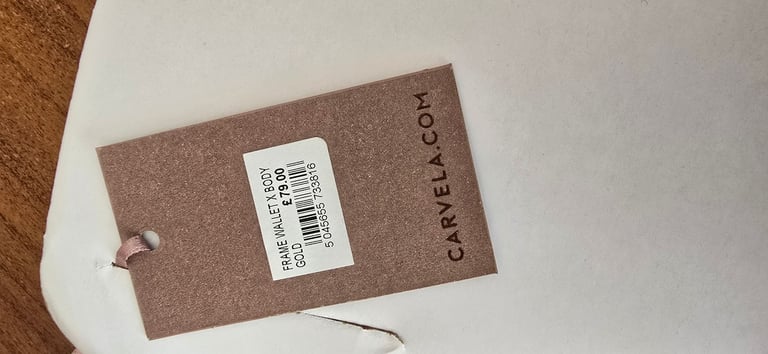 FRAME WALLET X BODY
GOLD £79.00
5 045655 733816
CARVELA.COM